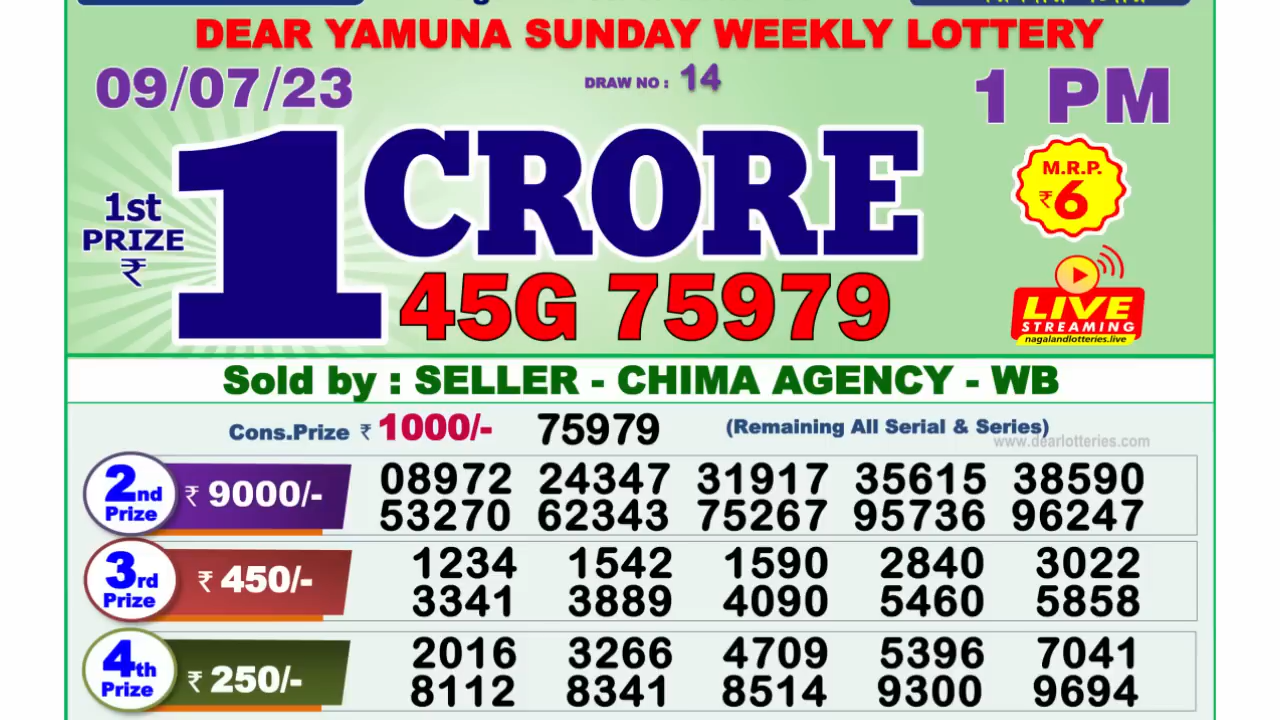 DEAR YAMUNA SUNDAY WEEKLY LOTTERY
09/07/23
DRAW NO : 14
1 PM
1st
PRIZE
₹
1 CRORE
45G 75979
M.R.P.
₹6
LIVE
STREAMING
nagalandlotteries.live
Sold by : SELLER - CHIMA AGENCY - WB
Cons.Prize ₹ 1000/- 75979 (Remaining All Serial & Series)
www.dearlotteries.com
2nd Prize ₹ 9000/-
08972 24347 31917 35615 38590
53270 62343 75267 95736 96247
3rd Prize ₹ 450/-
1234 1542 1590 2840 3022
3341 3889 4090 5460 5858
4th Prize ₹ 250/-
2016 3266 4709 5396 7041
8112 8341 8514 9300 9694